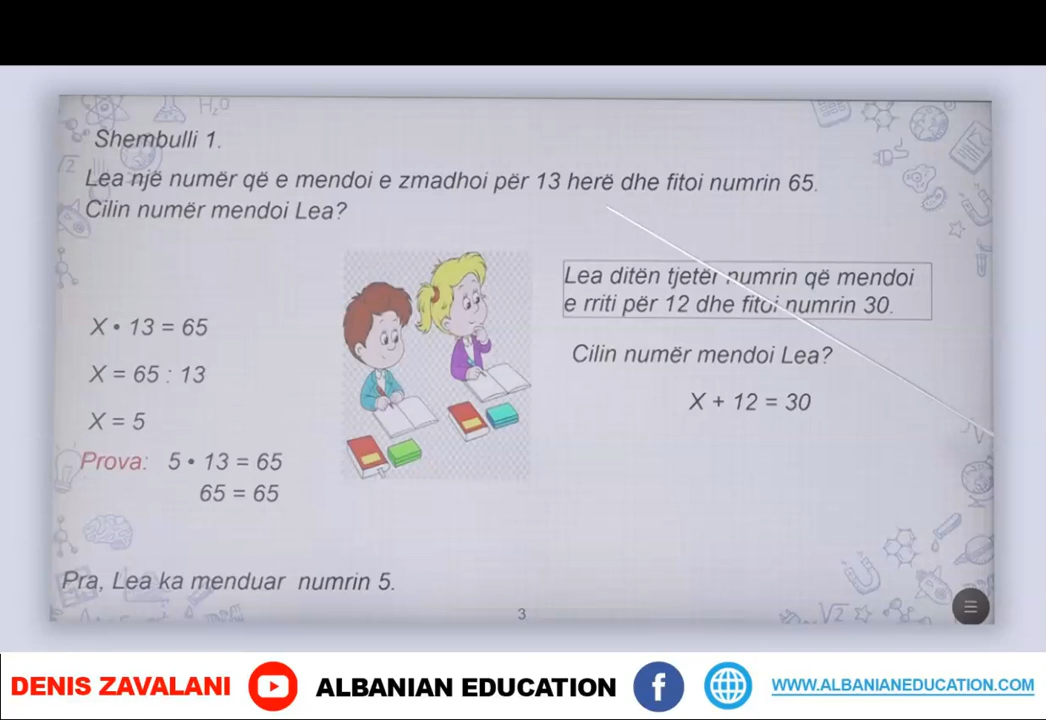 H₂O
Shembulli 1.
Lea një numër që e mendoi e zmadhoi për 13 herë dhe fitoi numrin 65.
Cilin numër mendoi Lea?
X • 13 = 65
X = 65 : 13
X = 5
Prova: 5 • 13 = 65
65 = 65
Pra, Lea ka menduar numrin 5.
Lea ditën tjetër numrin që mendoi
e rriti për 12 dhe fitoi numrin 30.
Cilin numër mendoi Lea?
X + 12 = 30
√2
√2
3
DENIS ZAVALANI
ALBANIAN EDUCATION
f
WWW.ALBANIANEDUCATION.COM